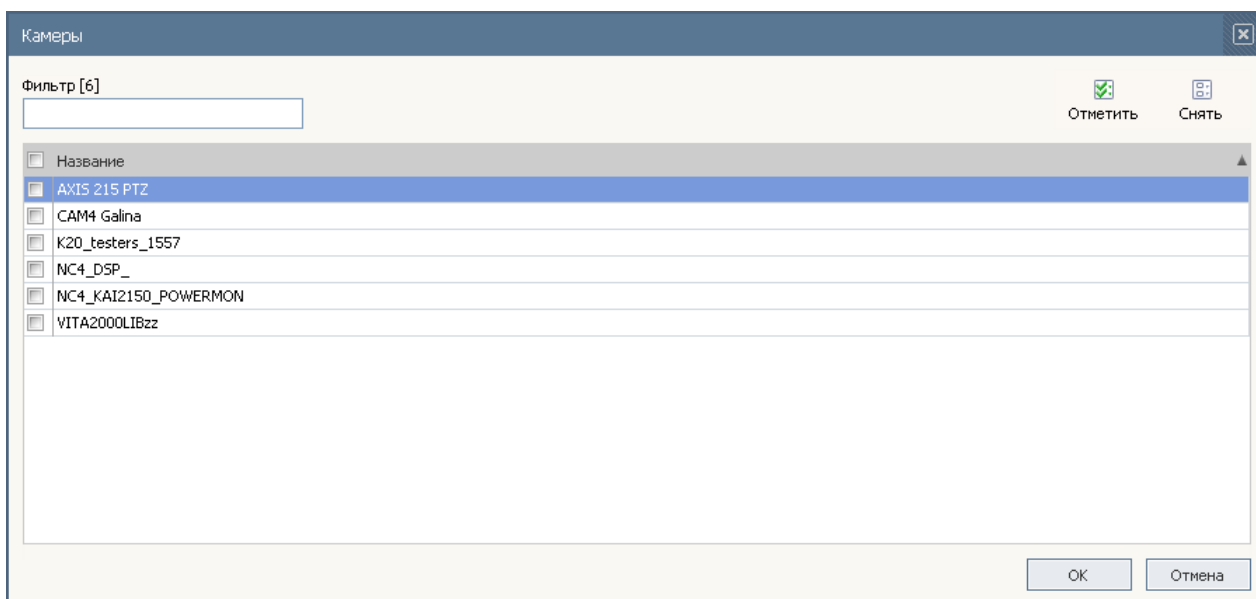 Камеры
Фильтр [6]
Отметить Снять
Название
AXIS 215 PTZ
CAM4 Galina
K20_testers_1557
NC4_DSP_
NC4_KAI2150_POWERMON
VITA2000LIBzz
OK Отмена